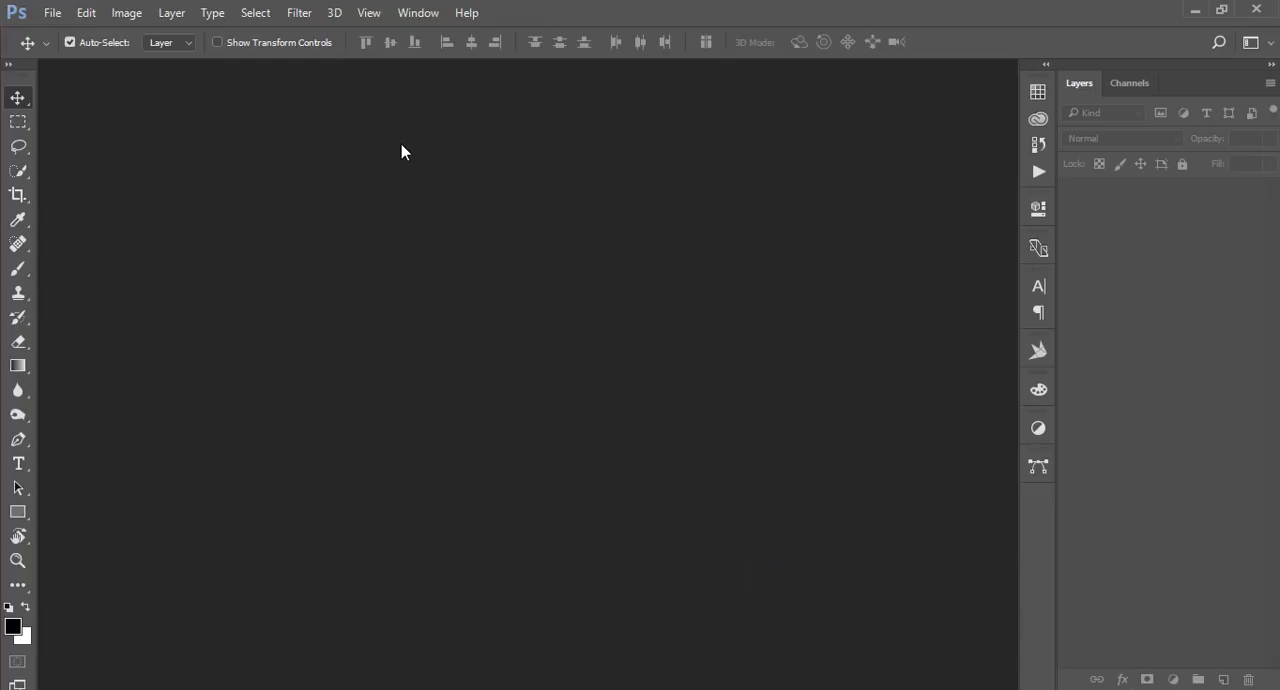 Ps File Edit Image Layer Type Select Filter 3D View Window Help
Auto-Select: Layer Show Transform Controls 3D Mode:
Layers Channels
Kind
Normal Opacity:
Lock: Fill: